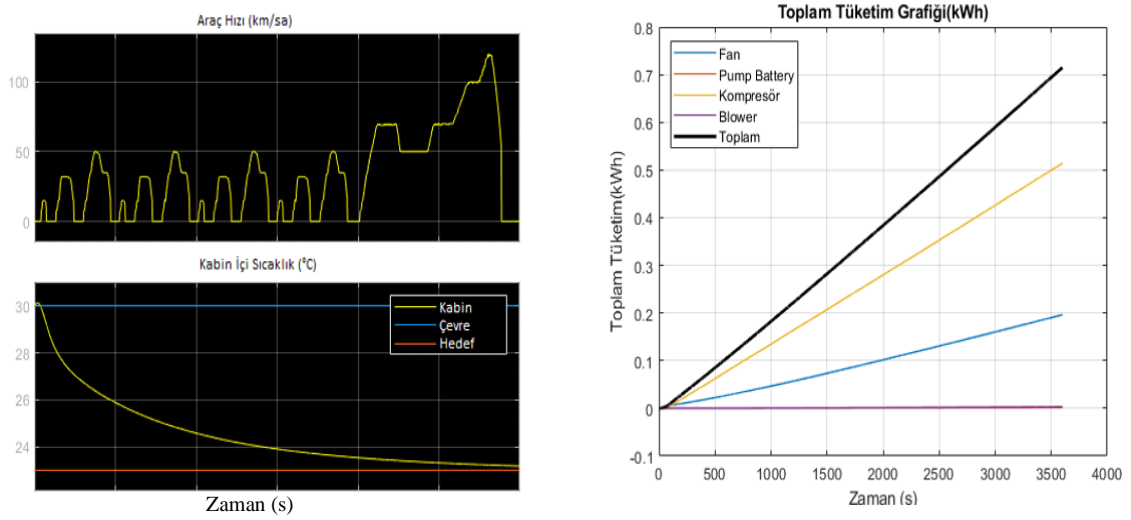 Araç Hızı (km/sa)
100
50
0
Kabin İçi Sıcaklık (⁰C)
30
28
26
24
Kabin
Çevre
Hedef
Zaman (s)
Toplam Tüketim Grafiği(kWh)
Toplam Tüketim(kWh)
0.8
0.7
0.6
0.5
0.4
0.3
0.2
0.1
0
-0.1
Fan
Pump Battery
Kompresör
Blower
Toplam
0 500 1000 1500 2000 2500 3000 3500 4000
Zaman (s)